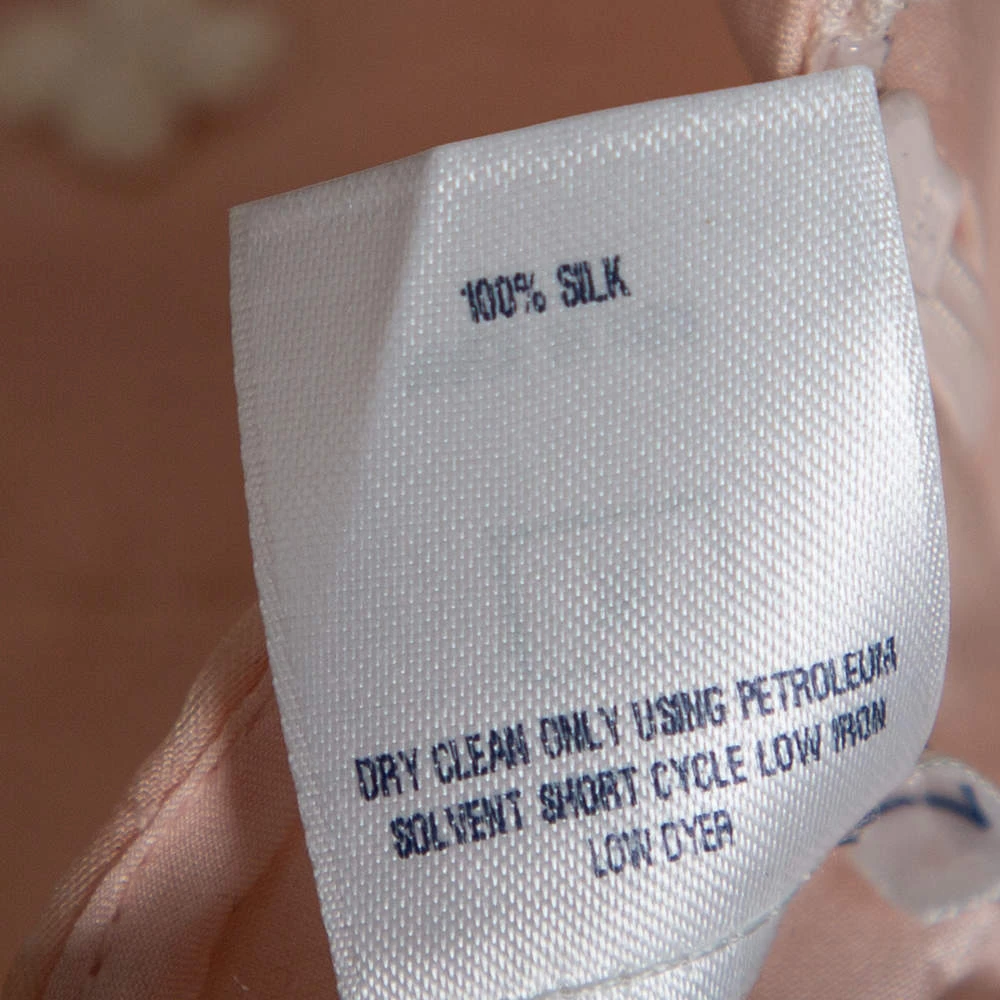 100% SILK
DRY CLEAN ONLY USING PETROLEUM
SOLVENT SHORT CYCLE LOW IRON
LOW DYER